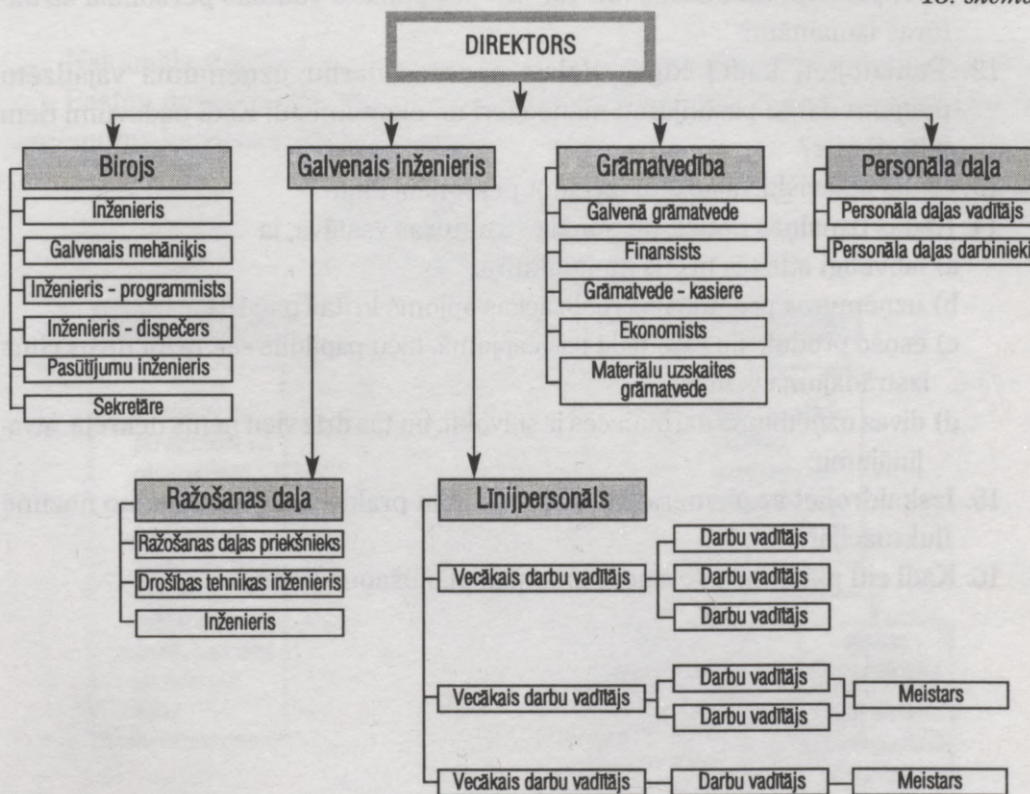 18. shēma
DIREKTORS
Birojs
Inženieris
Galvenais mehāniķis
Inženieris - programmists
Inženieris - dispečers
Pasūtījumu inženieris
Sekretāre
Galvenais inženieris
Grāmatvedība
Galvenā grāmatvede
Finansists
Grāmatvede - kasiere
Ekonomists
Materiālu uzskaites
grāmatvede
Personāla daļa
Personāla daļas vadītājs
Personāla daļas darbinieki
Ražošanas daļa
Ražošanas daļas priekšnieks
Drošības tehnikas inženieris
Inženieris
Līnijpersonāls
Vecākais darbu vadītājs
Darbu vadītājs
Darbu vadītājs
Darbu vadītājs
Vecākais darbu vadītājs
Darbu vadītājs
Darbu vadītājs
Meistars
Vecākais darbu vadītājs
Darbu vadītājs
Meistars